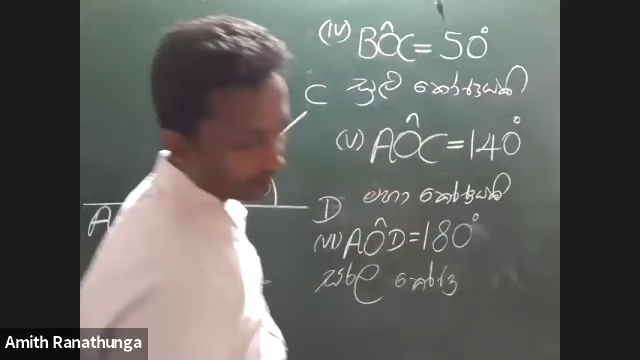 (iv) BÔC = 50°
සුළු කෝණයකි
C
(v) AÔC = 140°
මහා කෝණයකි
A
D
(vi) AÔD = 180°
සරල කෝණ
Amith Ranathunga